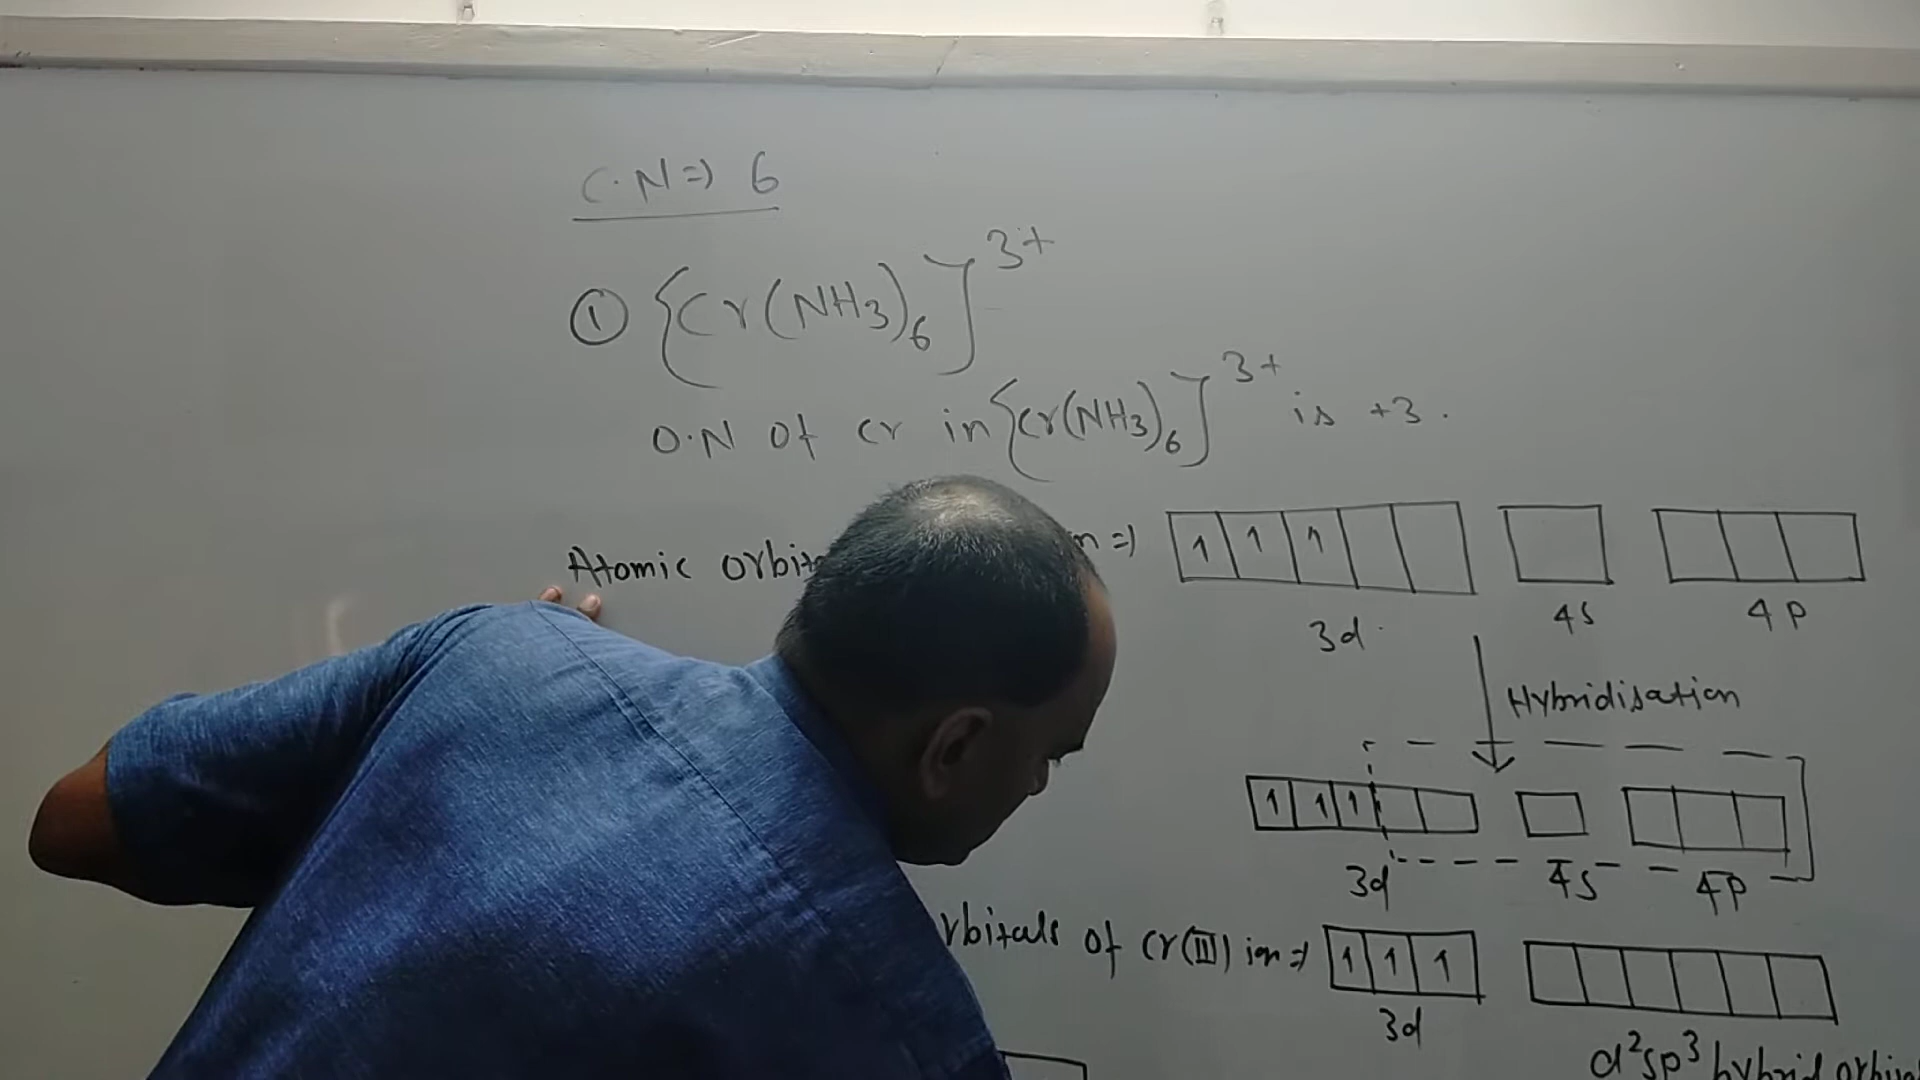 C.N => 6
① [Cr(NH3)6]3+
O.N of Cr in [Cr(NH3)6]3+ is +3.
Atomic =>
1 1 1
3d 4s 4p
Hybridisation
1 1 1
3d 4s 4p
of Cr(III) ion => 1 1 1
3d
d2sp3 hybrid